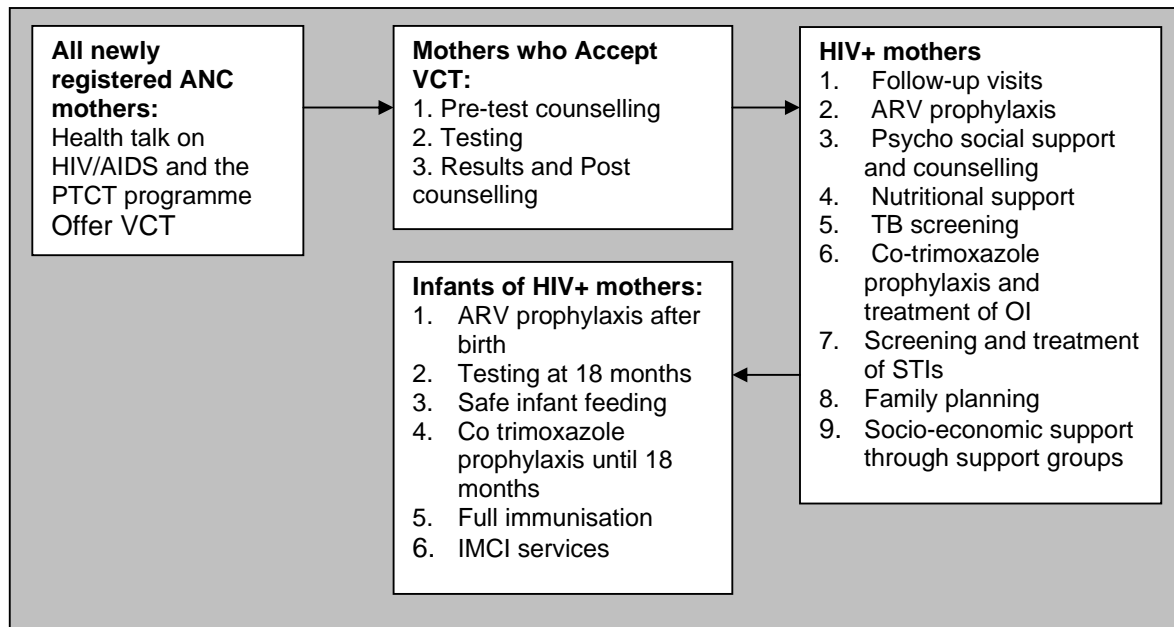 All newly
registered ANC
mothers:
Health talk on
HIV/AIDS and the
PTCT programme
Offer VCT
Mothers who Accept
VCT:
1. Pre-test counselling
2. Testing
3. Results and Post
counselling
HIV+ mothers
1. Follow-up visits
2. ARV prophylaxis
3. Psycho social support
and counselling
4. Nutritional support
5. TB screening
6. Co-trimoxazole
prophylaxis and
treatment of OI
7. Screening and treatment
of STIs
8. Family planning
9. Socio-economic support
through support groups
Infants of HIV+ mothers:
1. ARV prophylaxis after
birth
2. Testing at 18 months
3. Safe infant feeding
4. Co trimoxazole
prophylaxis until 18
months
5. Full immunisation
6. IMCI services